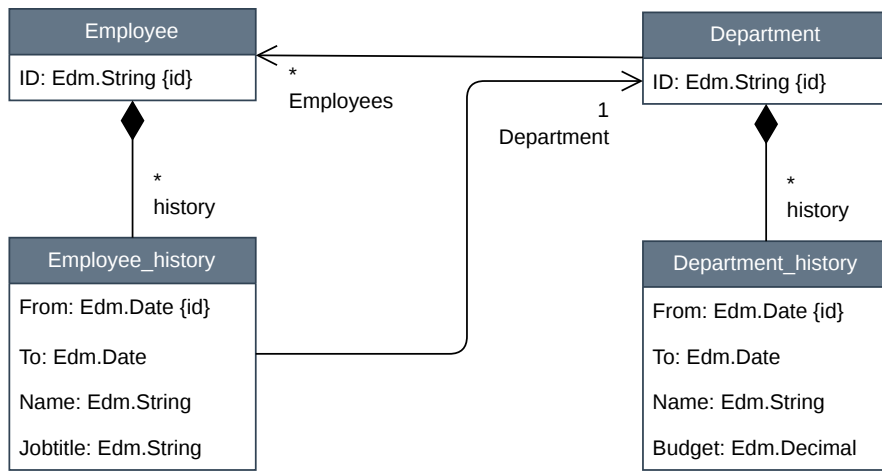 Employee
ID: Edm.String {id}
Department
ID: Edm.String {id}
*
Employees
1
Department
*
history
*
history
Employee_history
From: Edm.Date {id}
To: Edm.Date
Name: Edm.String
Jobtitle: Edm.String
Department_history
From: Edm.Date {id}
To: Edm.Date
Name: Edm.String
Budget: Edm.Decimal